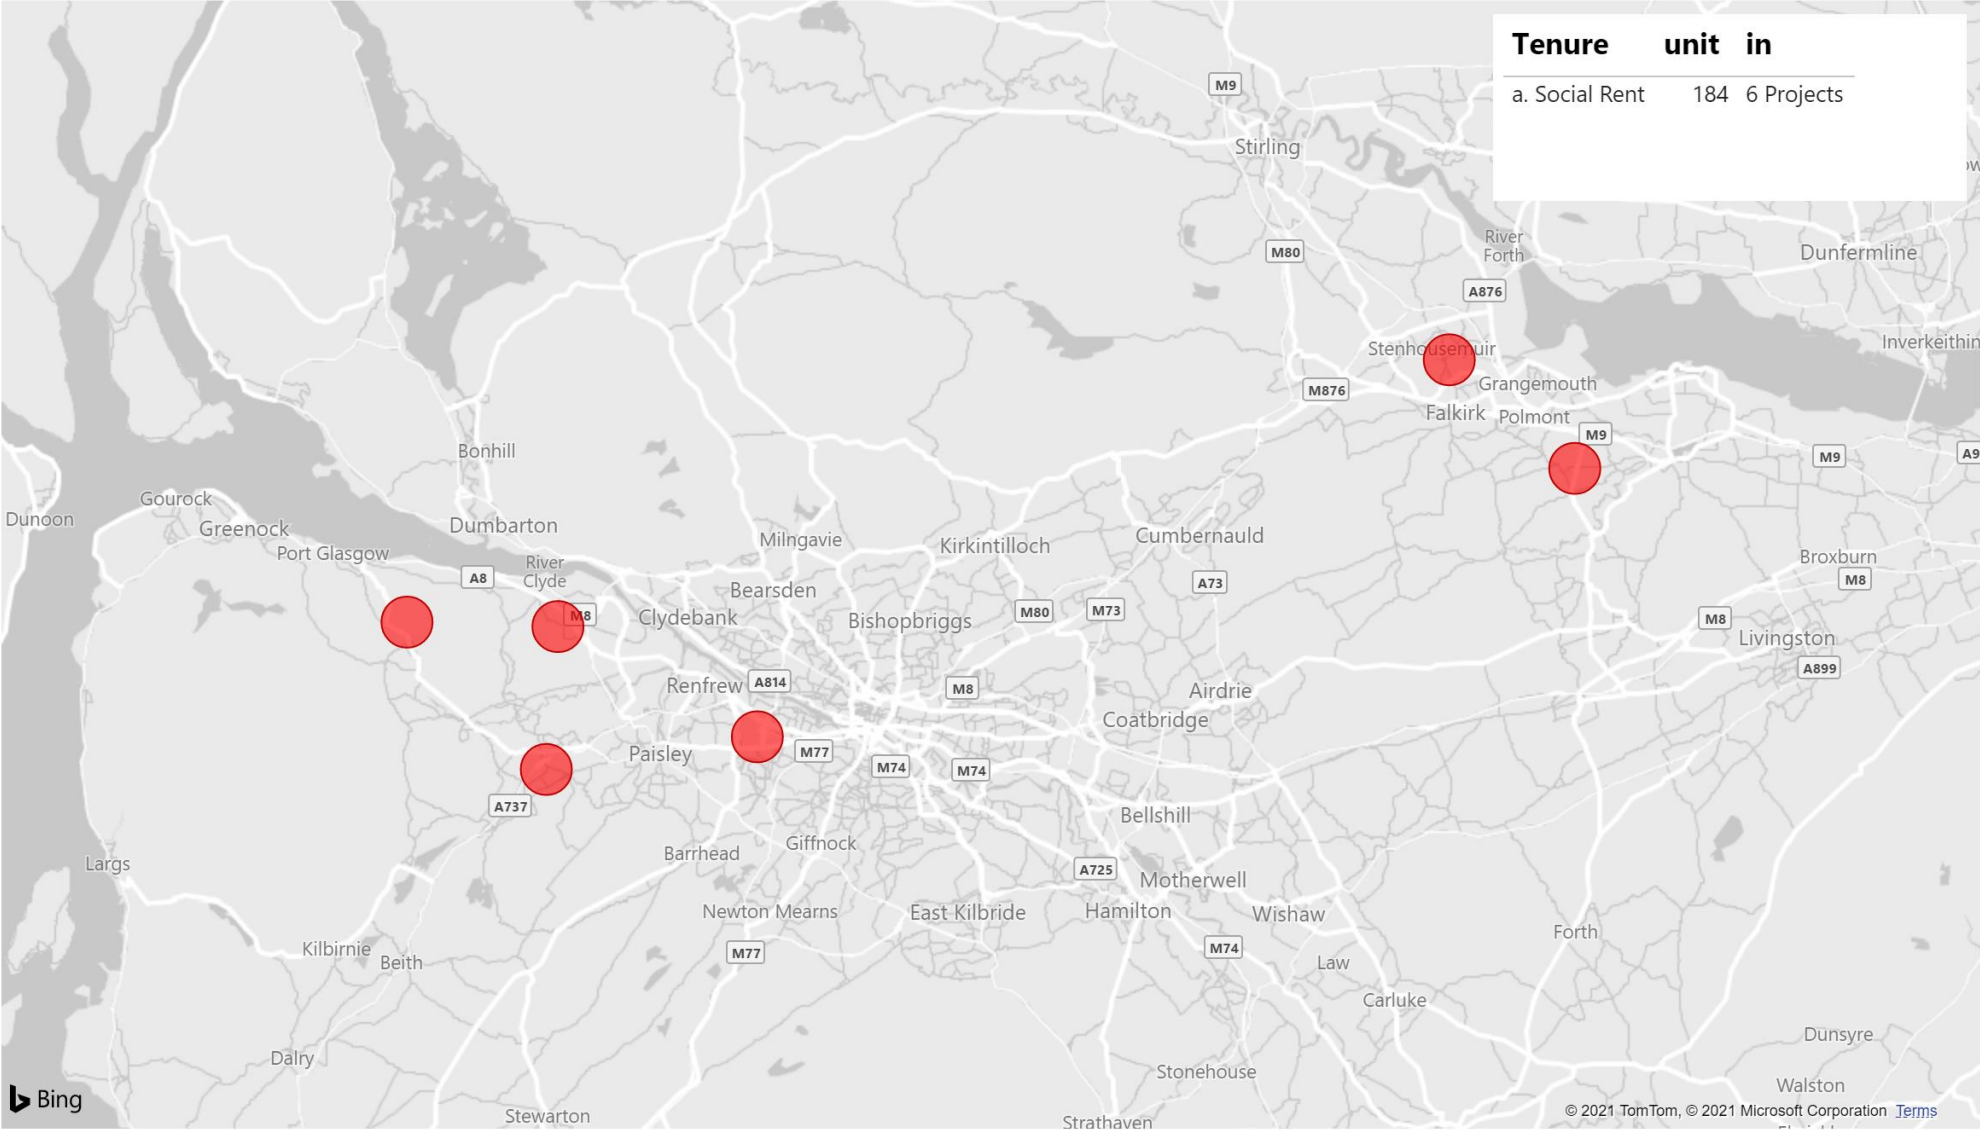 Tenure unit in
a. Social Rent 184 6 Projects
M9
Stirling
M80
River
Forth
Dunfermline
A876
Inverkeithin
Stenhousemuir
Grangemouth
M876
Falkirk
Polmont
M9
M9
A9
Bonhill
Gourock
Dunoon
Greenock
Dumbarton
Port Glasgow
River
Clyde
A8
M8
Milngavie
Kirkintilloch
Cumbernauld
Bearsden
A73
Broxburn
M8
Clydebank
Bishopbriggs
M80
M73
M8
Livingston
A899
Renfrew
A814
M8
Airdrie
Coatbridge
Paisley
M77
M74
M74
A737
Bellshill
Giffnock
Barrhead
Largs
A725
Motherwell
Newton Mearns
East Kilbride
Hamilton
Wishaw
Forth
Kilbirnie
Beith
M77
M74
Law
Carluke
Dalry
Dunsyre
Stonehouse
Walston
Bing
Stewarton
Strathaven
© 2021 TomTom, © 2021 Microsoft Corporation Terms